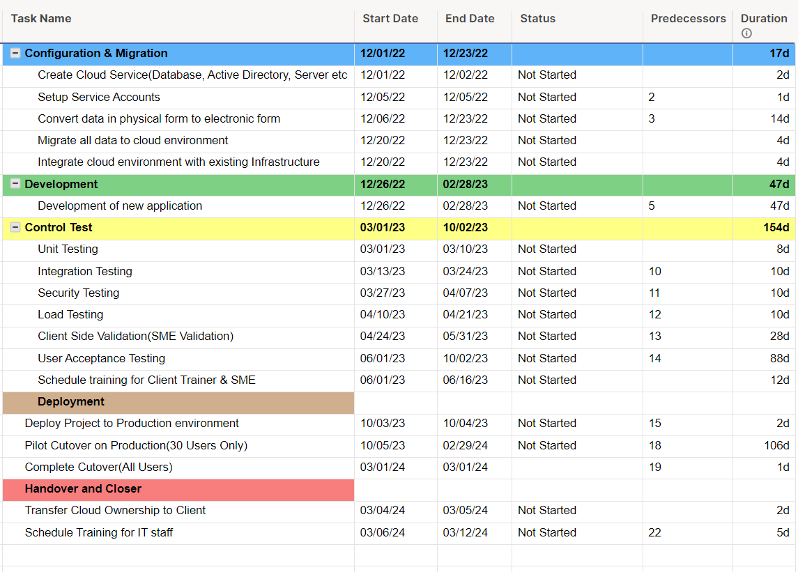 Task Name Start Date End Date Status Predecessors Duration
Configuration & Migration 12/01/22 12/23/22 17d
Create Cloud Service(Database, Active Directory, Server etc 12/01/22 12/02/22 Not Started 2d
Setup Service Accounts 12/05/22 12/05/22 Not Started 2 1d
Convert data in physical form to electronic form 12/06/22 12/23/22 Not Started 3 14d
Migrate all data to cloud environment 12/20/22 12/23/22 Not Started 4d
Integrate cloud environment with existing Infrastructure 12/20/22 12/23/22 Not Started 4d
Development 12/26/22 02/28/23 47d
Development of new application 12/26/22 02/28/23 Not Started 5 47d
Control Test 03/01/23 10/02/23 154d
Unit Testing 03/01/23 03/10/23 Not Started 8d
Integration Testing 03/13/23 03/24/23 Not Started 10 10d
Security Testing 03/27/23 04/07/23 Not Started 11 10d
Load Testing 04/10/23 04/21/23 Not Started 12 10d
Client Side Validation(SME Validation) 04/24/23 05/31/23 Not Started 13 28d
User Acceptance Testing 06/01/23 10/02/23 Not Started 14 88d
Schedule training for Client Trainer & SME 06/01/23 06/16/23 Not Started 12d
Deployment
Deploy Project to Production environment 10/03/23 10/04/23 Not Started 15 2d
Pilot Cutover on Production(30 Users Only) 10/05/23 02/29/24 Not Started 18 106d
Complete Cutover(All Users) 03/01/24 03/01/24 19 1d
Handover and Closer
Transfer Cloud Ownership to Client 03/04/24 03/05/24 Not Started 2d
Schedule Training for IT staff 03/06/24 03/12/24 Not Started 22 5d